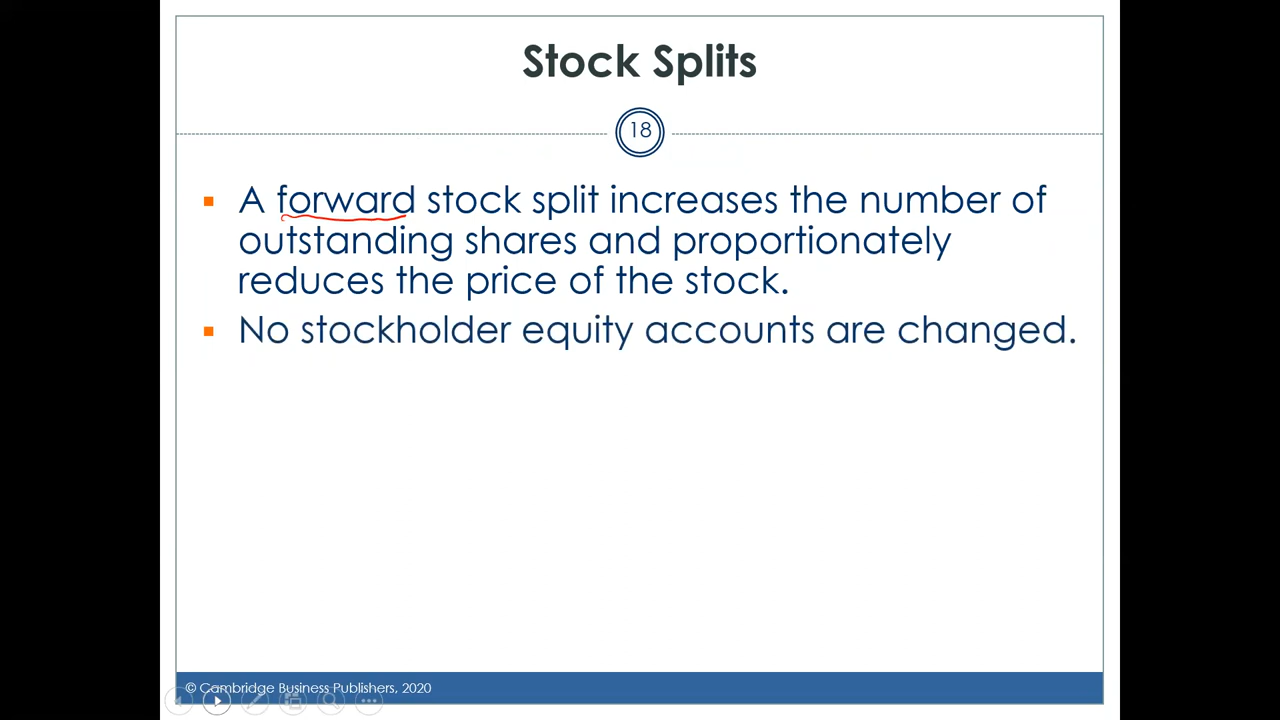 Stock Splits
18
A forward stock split increases the number of
outstanding shares and proportionately
reduces the price of the stock.
No stockholder equity accounts are changed.
© Cambridge Business Publishers, 2020